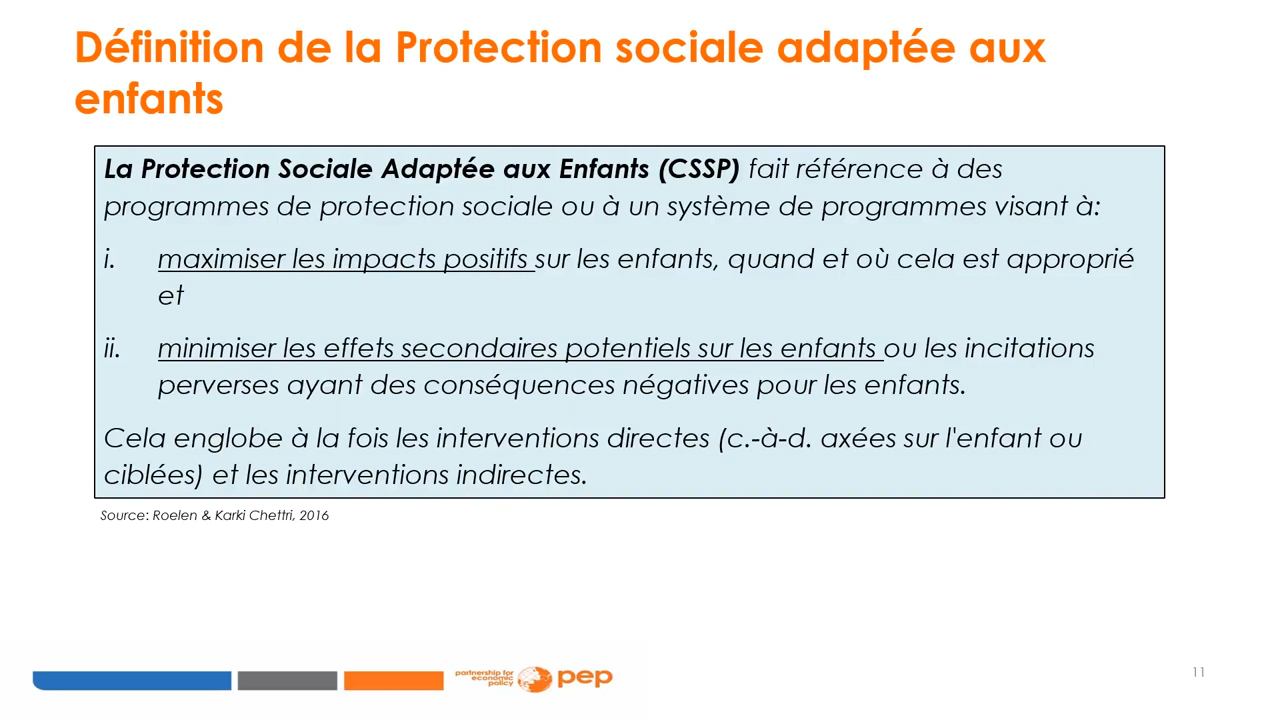 Définition de la Protection sociale adaptée aux
enfants
La Protection Sociale Adaptée aux Enfants (CSSP) fait référence à des
programmes de protection sociale ou à un système de programmes visant à:
i. maximiser les impacts positifs sur les enfants, quand et où cela est approprié
et
ii. minimiser les effets secondaires potentiels sur les enfants ou les incitations
perverses ayant des conséquences négatives pour les enfants.
Cela englobe à la fois les interventions directes (c.-à-d. axées sur l'enfant ou
ciblées) et les interventions indirectes.
Source: Roelen & Karki Chettri, 2016
partnership for
economic
policy
pep
11